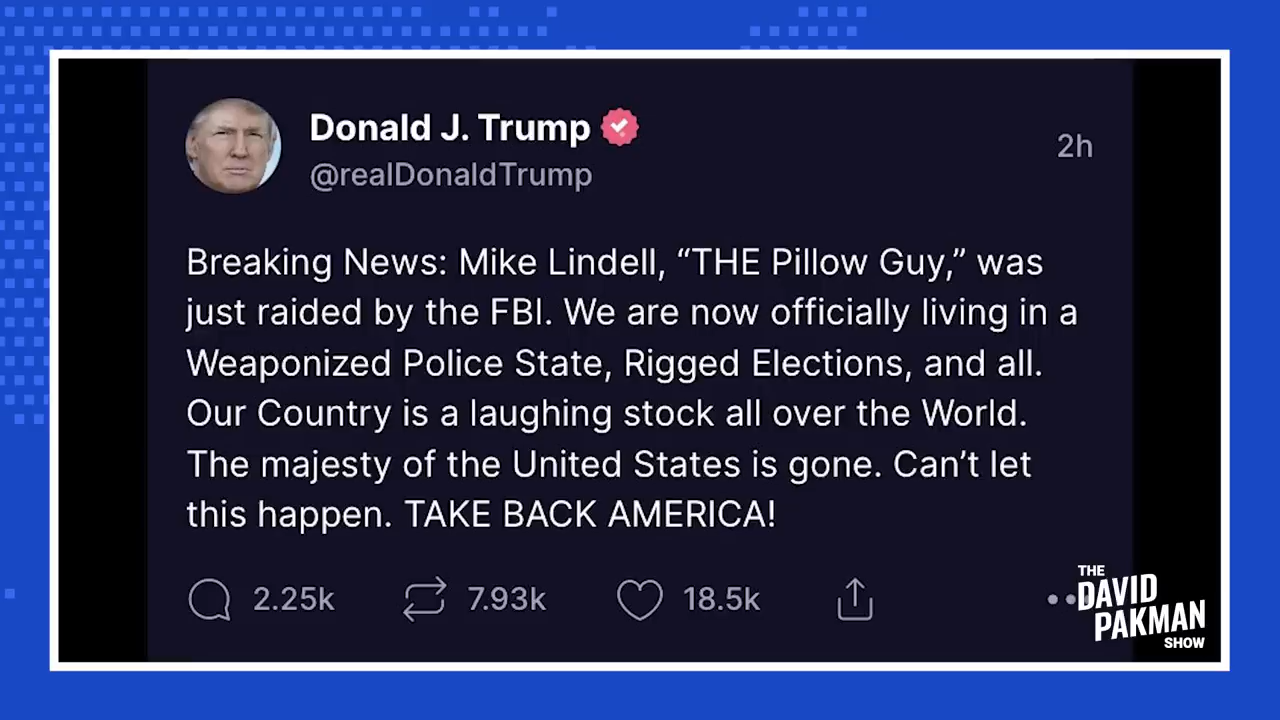 Donald J. Trump
@realDonaldTrump
2h
Breaking News: Mike Lindell, “THE Pillow Guy,” was
just raided by the FBI. We are now officially living in a
Weaponized Police State, Rigged Elections, and all.
Our Country is a laughing stock all over the World.
The majesty of the United States is gone. Can’t let
this happen. TAKE BACK AMERICA!
2.25k 7.93k 18.5k
THE
DAVID
PAKMAN
SHOW